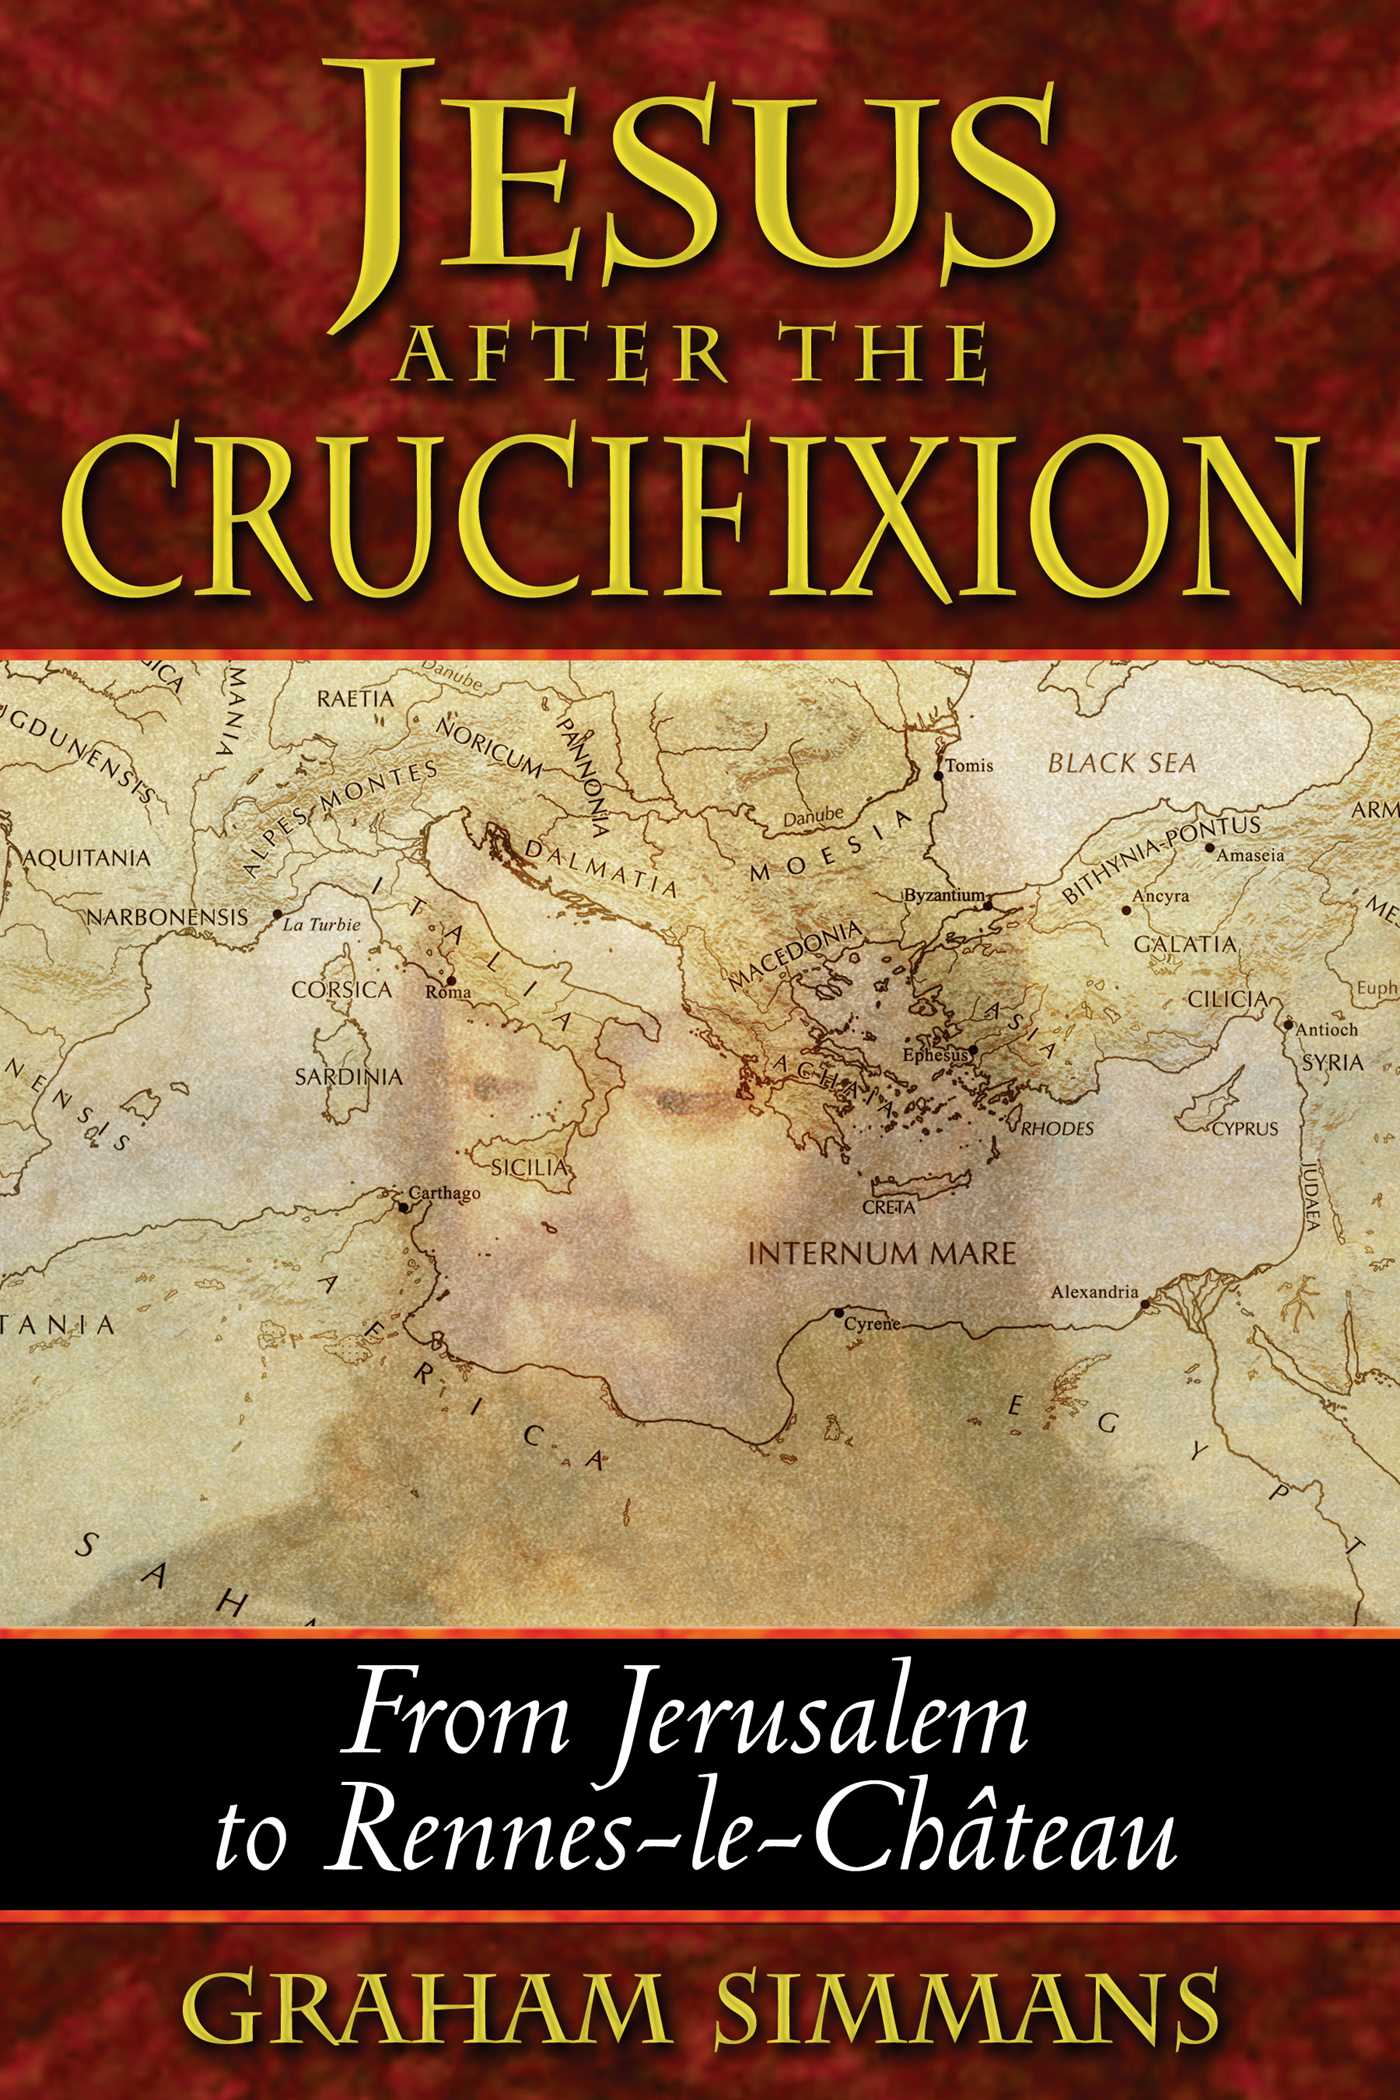 JESUS
AFTER THE
CRUCIFIXION
RAETIA
Danube
NORICUM
PANNONIA
ALPES MONTES
Tomis
BLACK SEA
Danube
MOESIA
DALMATIA
BITHYNIA-PONTUS
Amaseia
AQUITANIA
NARBONENSIS
La Turbie
ITALIA
Byzantium
Ancyra
GALATIA
MACEDONIA
CORSICA
Roma
CILICIA
ASIA
Antioch
Ephesus
SYRIA
SARDINIA
ACHAIA
RHODES
CYPRUS
SICILIA
JUDAEA
Carthago
CRETA
INTERNUM MARE
Alexandria
Cyrene
AFRICA
EGYPT
From Jerusalem
to Rennes-le-Château
GRAHAM SIMMANS